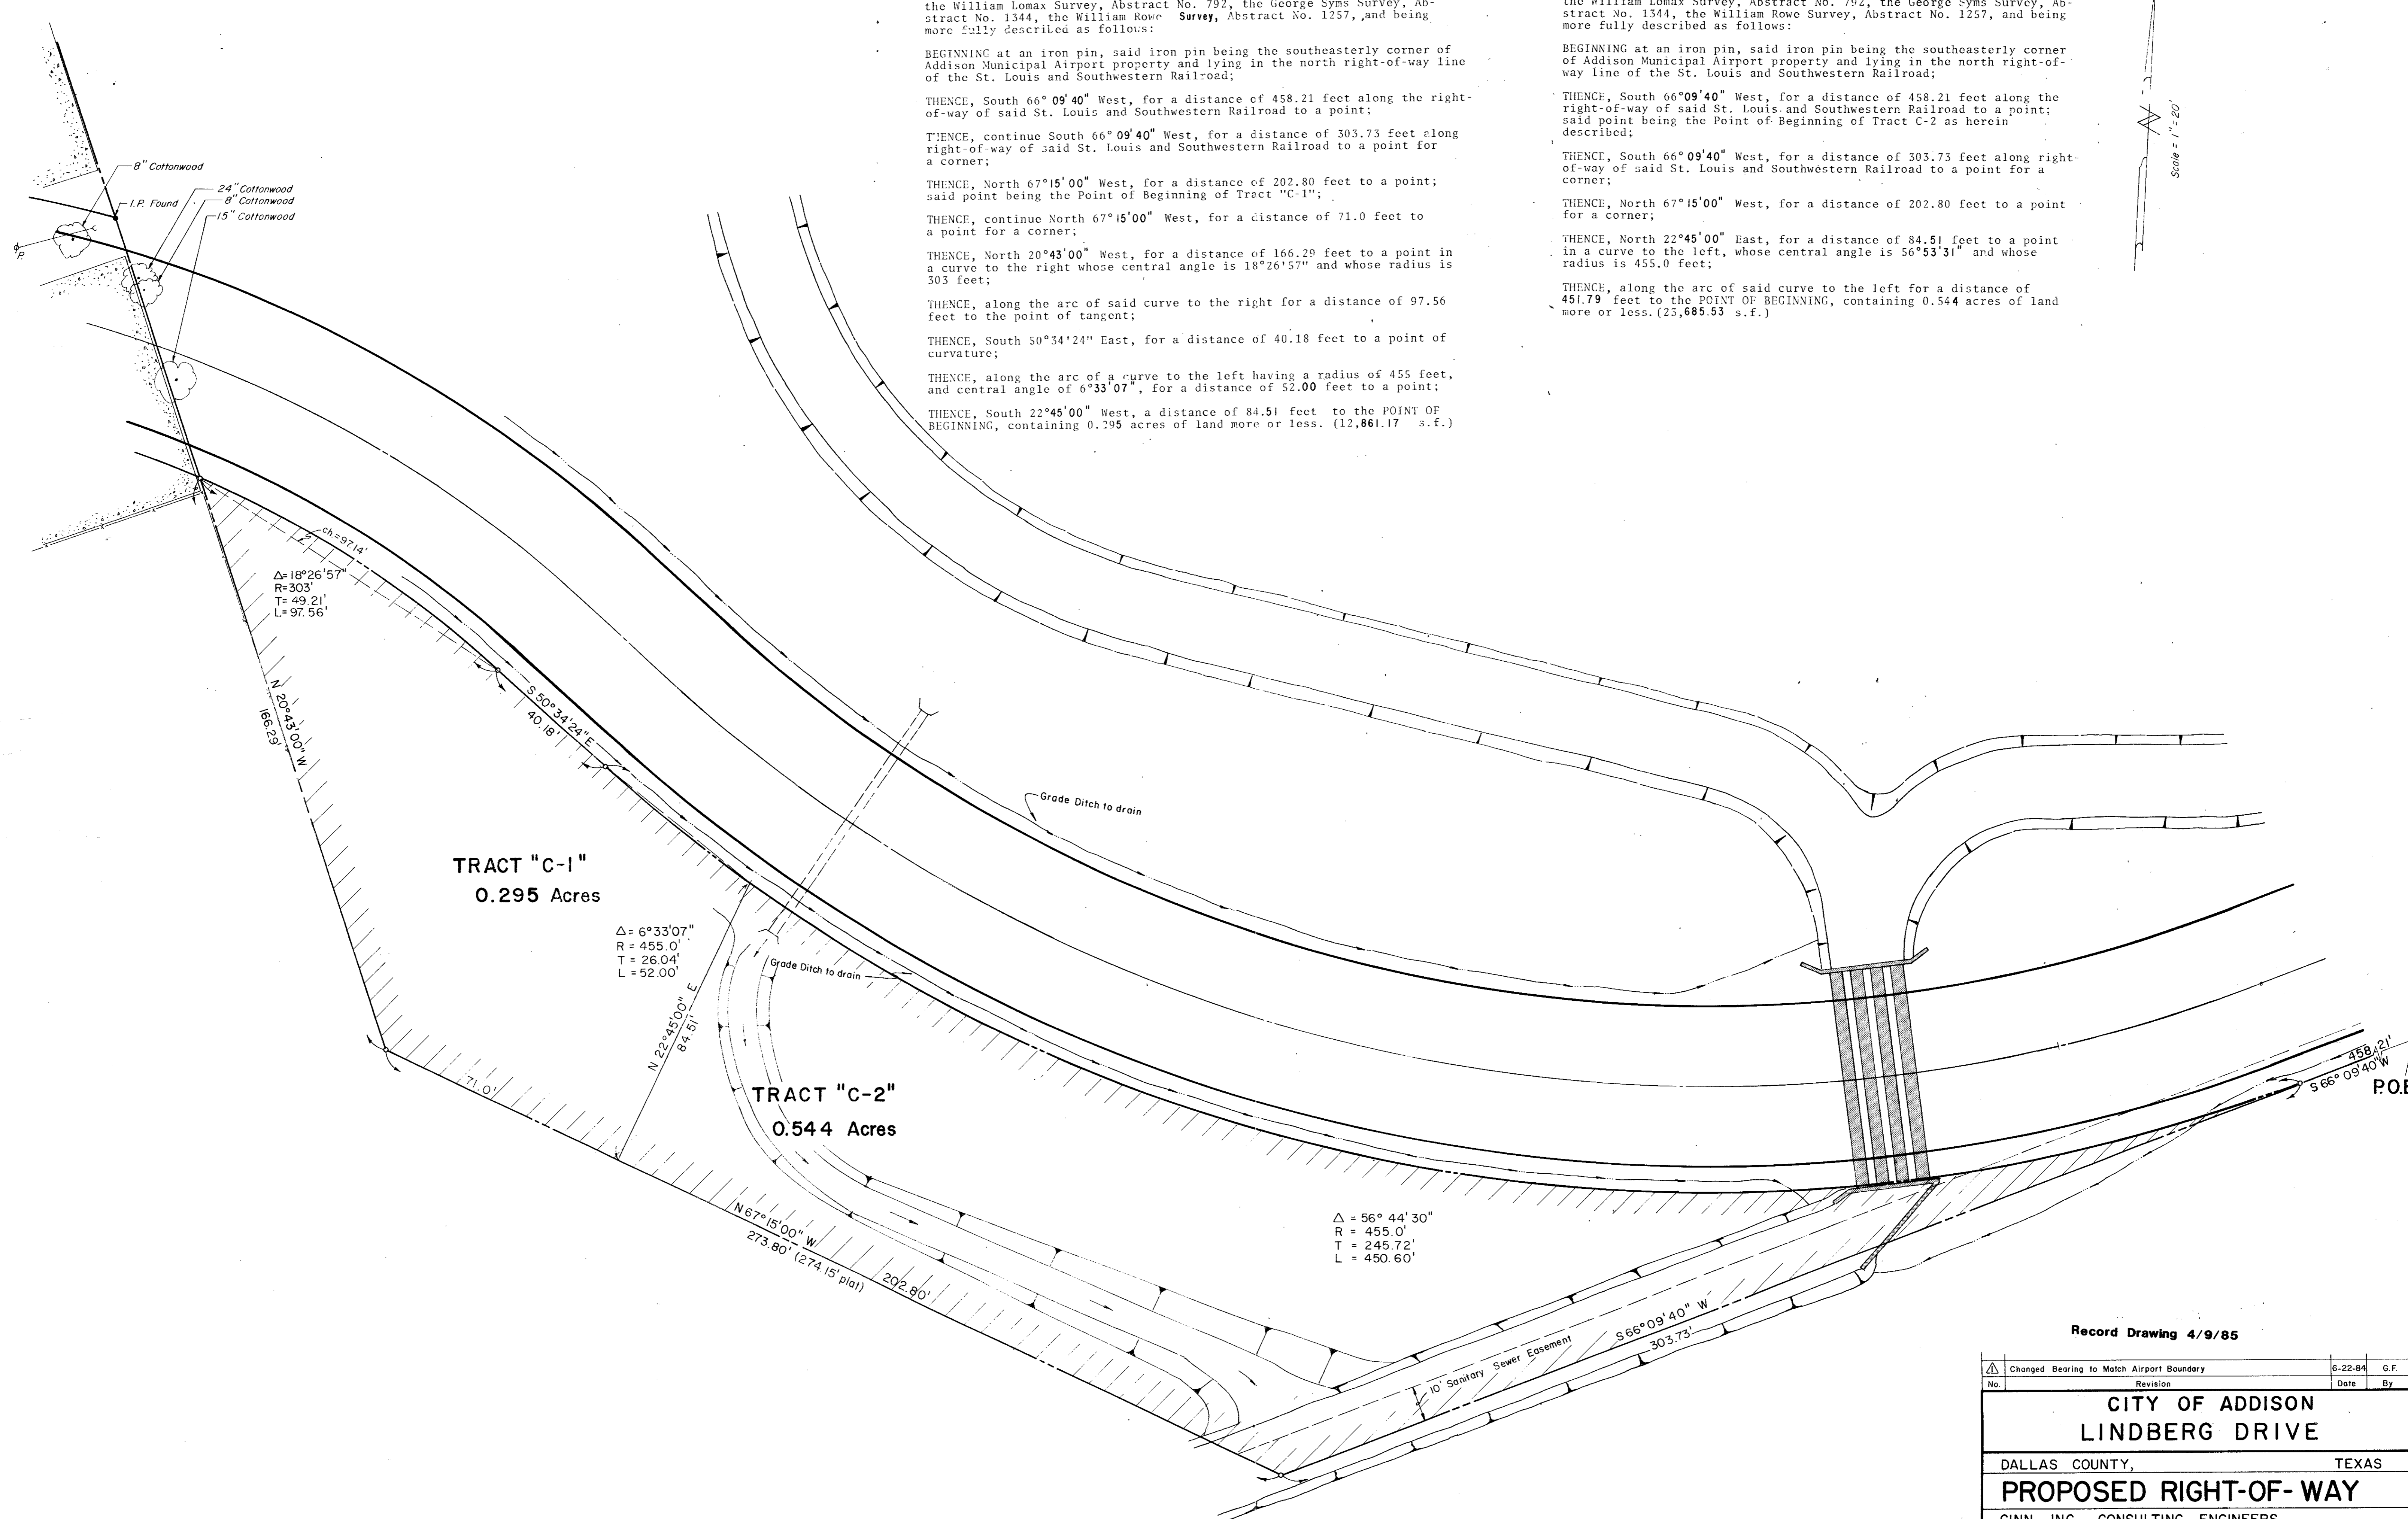 the William Lomax Survey, Abstract No. 792, the George Syms Survey, Ab-
stract No. 1344, the William Rowe Survey, Abstract No. 1257, and being
more fully described as follows:
BEGINNING at an iron pin, said iron pin being the southeasterly corner of
Addison Municipal Airport property and lying in the north right-of-way line
of the St. Louis and Southwestern Railroad;
THENCE, South 66° 09'40" West, for a distance of 458.21 feet along the right-
of-way of said St. Louis and Southwestern Railroad to a point;
THENCE, continue South 66° 09'40" West, for a distance of 303.73 feet along
right-of-way of said St. Louis and Southwestern Railroad to a point for
a corner;
THENCE, North 67°15'00" West, for a distance of 202.80 feet to a point;
said point being the Point of Beginning of Tract "C-1";
THENCE, continue North 67°15'00" West, for a distance of 71.0 feet to
a point for a corner;
THENCE, North 20°43'00" West, for a distance of 166.29 feet to a point in
a curve to the right whose central angle is 18°26'57" and whose radius is
303 feet;
THENCE, along the arc of said curve to the right for a distance of 97.56
feet to the point of tangent;
THENCE, South 50°34'24" East, for a distance of 40.18 feet to a point of
curvature;
THENCE, along the arc of a curve to the left having a radius of 455 feet,
and central angle of 6°33'07", for a distance of 52.00 feet to a point;
THENCE, South 22°45'00" West, a distance of 84.51 feet to the POINT OF
BEGINNING, containing 0.295 acres of land more or less. (12,861.17 s.f.)
the William Lomax Survey, Abstract No. 792, the George Syms Survey, Ab-
stract No. 1344, the William Rowe Survey, Abstract No. 1257, and being
more fully described as follows:
BEGINNING at an iron pin, said iron pin being the southeasterly corner
of Addison Municipal Airport property and lying in the north right-of-
way line of the St. Louis and Southwestern Railroad;
THENCE, South 66°09'40" West, for a distance of 458.21 feet along the
right-of-way of said St. Louis and Southwestern Railroad to a point;
said point being the Point of Beginning of Tract C-2 as herein
described;
THENCE, South 66°09'40" West, for a distance of 303.73 feet along right-
of-way of said St. Louis and Southwestern Railroad to a point for a
corner;
THENCE, North 67°15'00" West, for a distance of 202.80 feet to a point
for a corner;
THENCE, North 22°45'00" East, for a distance of 84.51 feet to a point
in a curve to the left, whose central angle is 56°53'31" and whose
radius is 455.0 feet;
THENCE, along the arc of said curve to the left for a distance of
451.79 feet to the POINT OF BEGINNING, containing 0.544 acres of land
more or less. (23,685.53 s.f.)
N
Scale = 1" = 20'
8" Cottonwood
24" Cottonwood
8" Cottonwood
15" Cottonwood
I.P. Found
P.
ch.=97.14'
Δ=18°26'57"
R=303'
T=49.21'
L=97.56'
N 20°43'00" W
166.29'
S 50°34'24" E
40.18'
TRACT "C-1"
0.295 Acres
Δ= 6°33'07"
R = 455.0'
T = 26.04'
L = 52.00'
N 22°45'00" E
84.51'
Grade Ditch to drain
Grade Ditch to drain
71.0'
TRACT "C-2"
0.544 Acres
N 67°15'00" W
273.80' (274.15' plat)
202.80'
Δ = 56° 44'30"
R = 455.0'
T = 245.72'
L = 450.60'
10' Sanitary Sewer Easement
S 66°09'40" W
303.73'
458.21'
S 66° 09'40" W
P.O.B
Record Drawing 4/9/85
1 Changed Bearing to Match Airport Boundary 6-22-84 G.F.
No. Revision Date By
CITY OF ADDISON
LINDBERG DRIVE
DALLAS COUNTY, TEXAS
PROPOSED RIGHT-OF-WAY
GINN, INC. CONSULTING ENGINEERS